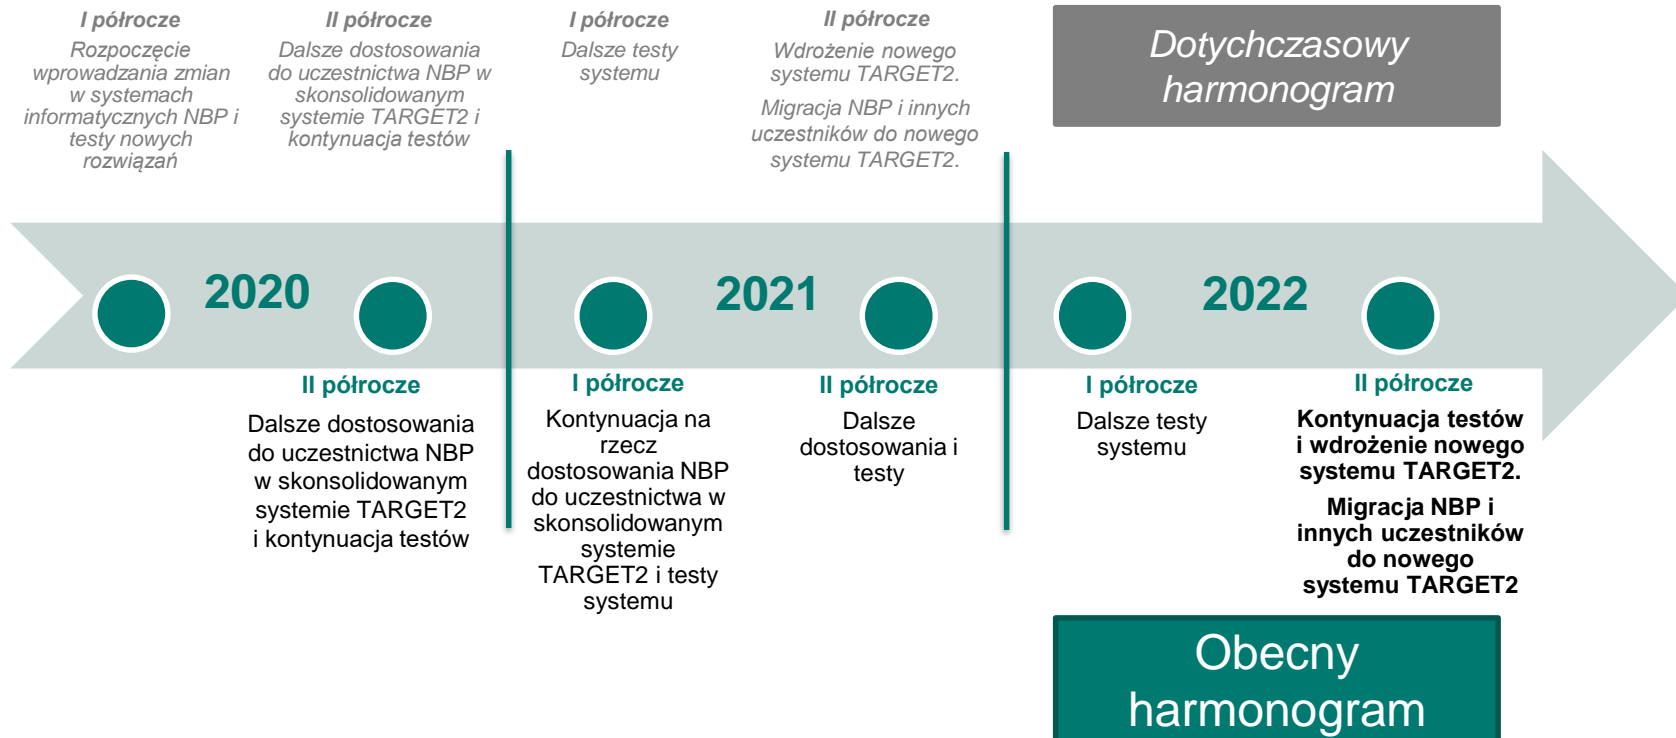 I półrocze
Rozpoczęcie
wprowadzania zmian
w systemach
informatycznych NBP i
testy nowych
rozwiązań
II półrocze
Dalsze dostosowania
do uczestnictwa NBP w
skonsolidowanym
systemie TARGET2 i
kontynuacja testów
I półrocze
Dalsze testy
systemu
II półrocze
Wdrożenie nowego
systemu TARGET2.
Migracja NBP i innych
uczestników do nowego
systemu TARGET2.
Dotychczasowy
harmonogram
2020
2021
2022
II półrocze
Dalsze dostosowania
do uczestnictwa NBP
w skonsolidowanym
systemie TARGET2
i kontynuacja testów
I półrocze
Kontynuacja na
rzecz
dostosowania NBP
do uczestnictwa w
skonsolidowanym
systemie
TARGET2 i testy
systemu
II półrocze
Dalsze
dostosowania i
testy
I półrocze
Dalsze testy
systemu
II półrocze
Kontynuacja testów
i wdrożenie nowego
systemu TARGET2.
Migracja NBP i
innych uczestników
do nowego
systemu TARGET2
Obecny
harmonogram